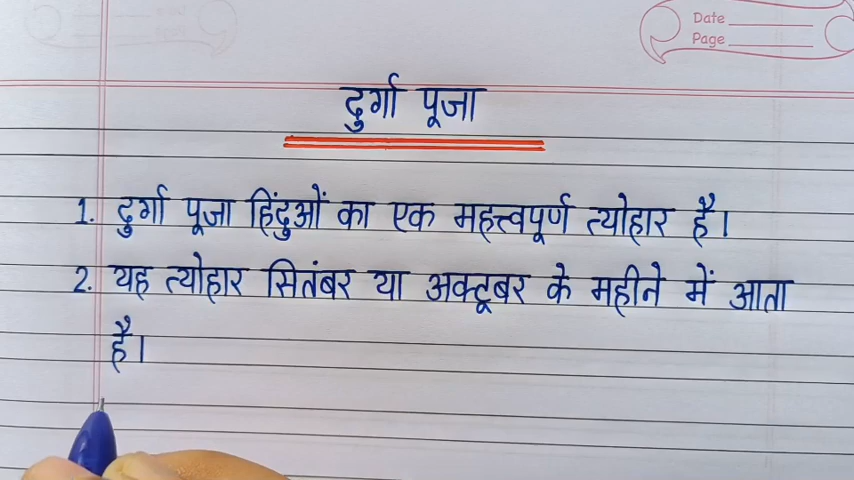 Date
Page
दुर्गा पूजा
1. दुर्गा पूजा हिंदुओं का एक महत्त्वपूर्ण त्योहार है।
2. यह त्योहार सितंबर या अक्टूबर के महीने में आता
है।